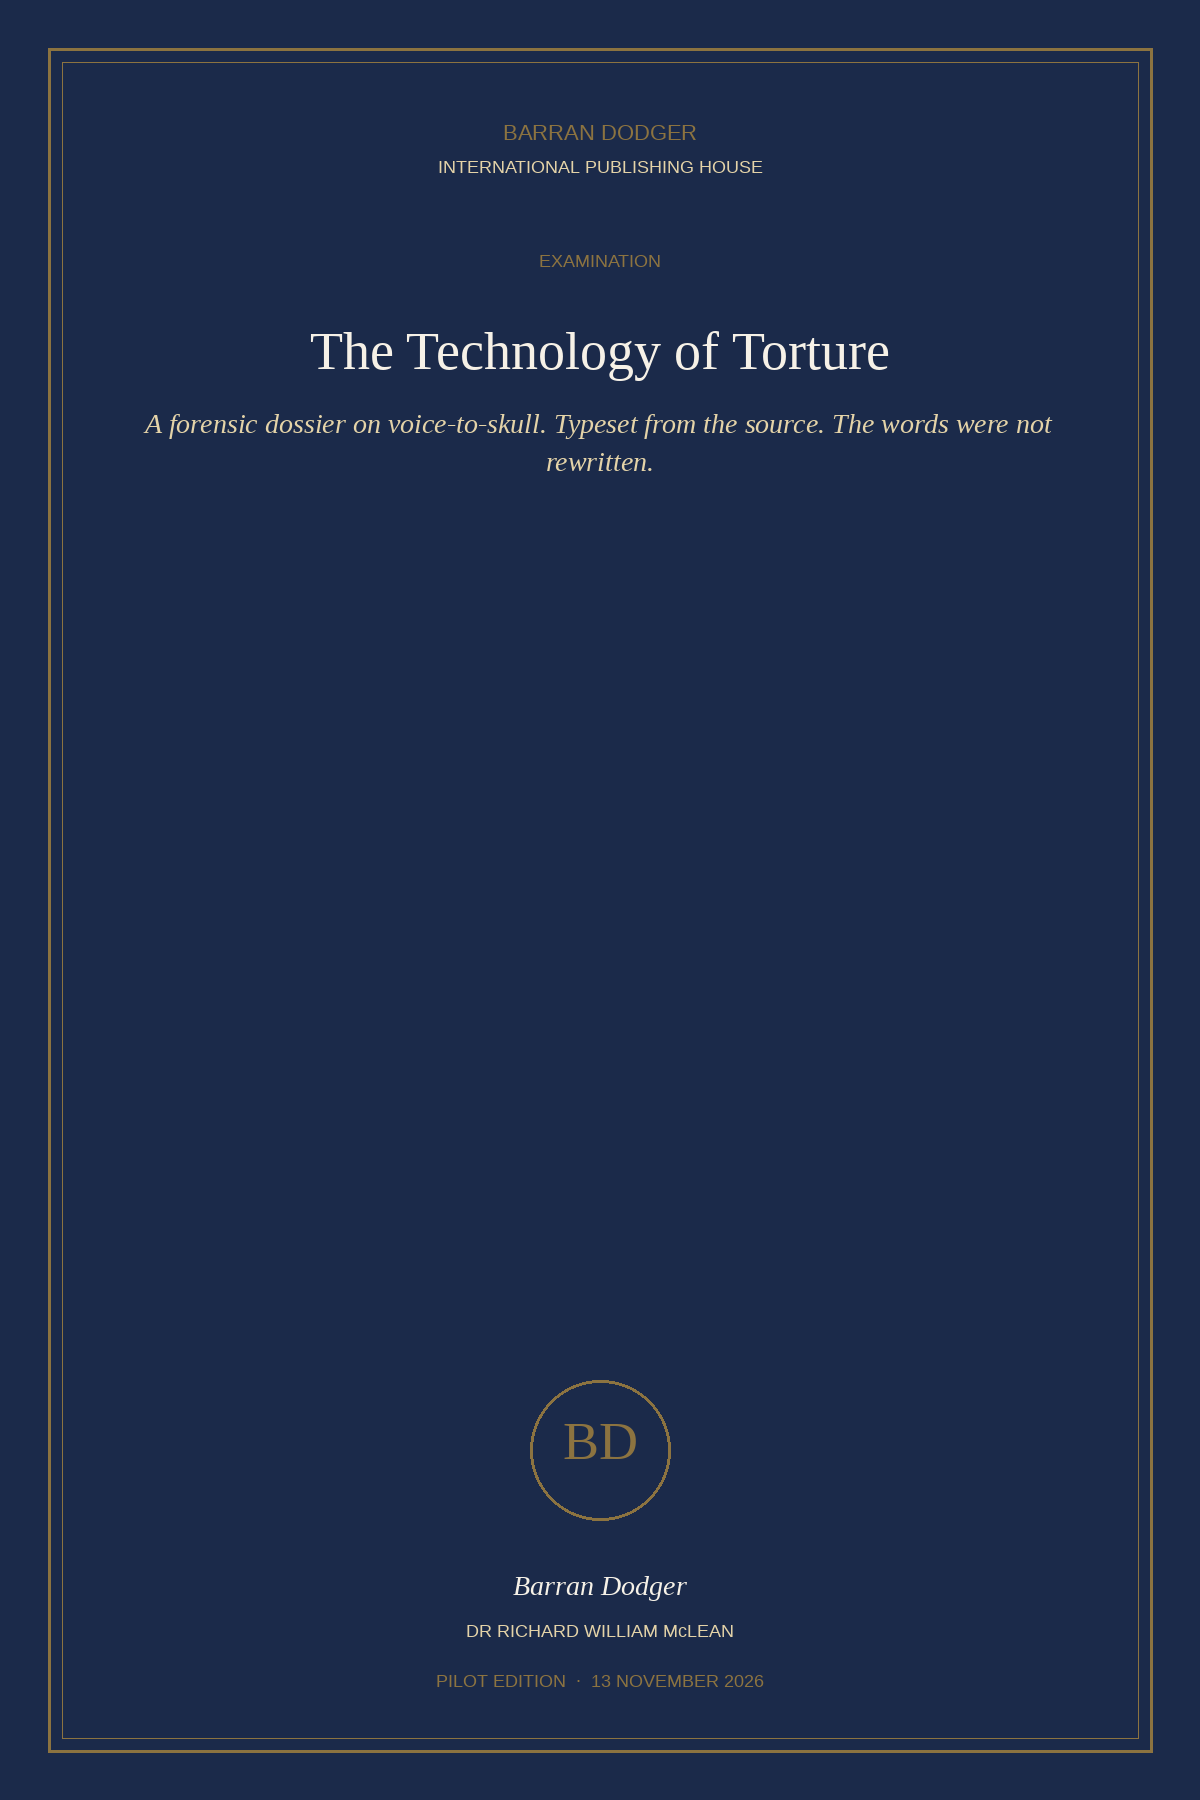 BARRAN DODGER
INTERNATIONAL PUBLISHING HOUSE
EXAMINATION
The Technology of Torture
A forensic dossier on voice-to-skull. Typeset from the source. The words were not
rewritten.
BD
Barran Dodger
DR RICHARD WILLIAM McLEAN
PILOT EDITION · 13 NOVEMBER 2026